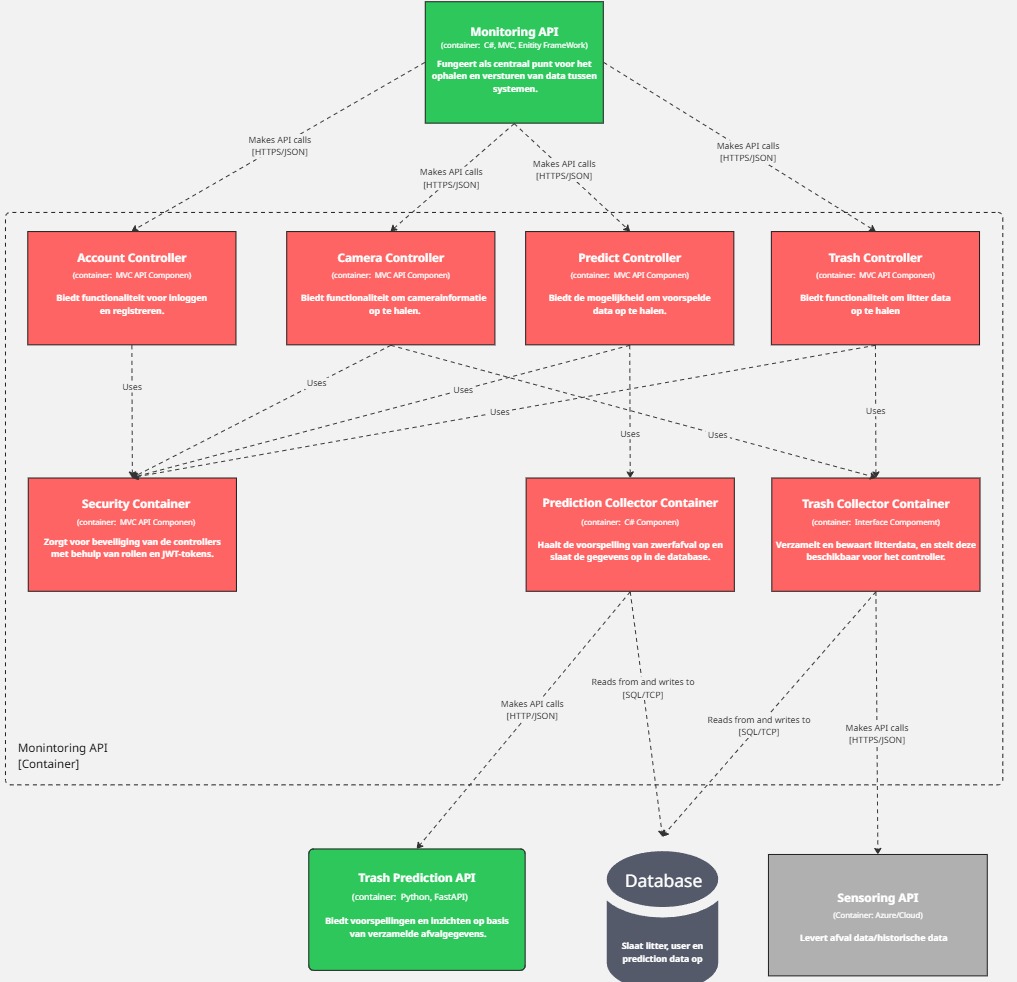 Monitoring API
(container: C#, MVC, Enitity FrameWork)
Fungeert als centraal punt voor het
ophalen en versturen van data tussen
systemen.
Makes API calls
[HTTPS/JSON]
Makes API calls
[HTTPS/JSON]
Makes API calls
[HTTPS/JSON]
Makes API calls
[HTTPS/JSON]
Account Controller
(container: MVC API Componen)
Biedt functionaliteit voor inloggen
en registreren.
Camera Controller
(container: MVC API Componen)
Biedt functionaliteit om camerainformatie
op te halen.
Predict Controller
(container: MVC API Componen)
Biedt de mogelijkheid om voorspelde
data op te halen.
Trash Controller
(container: MVC API Componen)
Biedt functionaliteit om litter data
op te halen
Uses
Uses
Uses
Uses
Uses
Uses
Uses
Security Container
(container: MVC API Componen)
Zorgt voor beveiliging van de controllers
met behulp van rollen en JWT-tokens.
Prediction Collector Container
(container: C# Componen)
Haalt de voorspelling van zwerfafval op en
slaat de gegevens op in de database.
Trash Collector Container
(container: Interface Compoment)
Verzamelt en bewaart litterdata, en stelt deze
beschikbaar voor het controller.
Makes API calls
[HTTP/JSON]
Reads from and writes to
[SQL/TCP]
Reads from and writes to
[SQL/TCP]
Makes API calls
[HTTPS/JSON]
Monintoring API
[Container]
Trash Prediction API
(container: Python, FastAPI)
Biedt voorspellingen en inzichten op basis
van verzamelde afvalgegevens.
Database
Slaat litter, user en
prediction data op
Sensoring API
(Container: Azure/Cloud)
Levert afval data/historische data